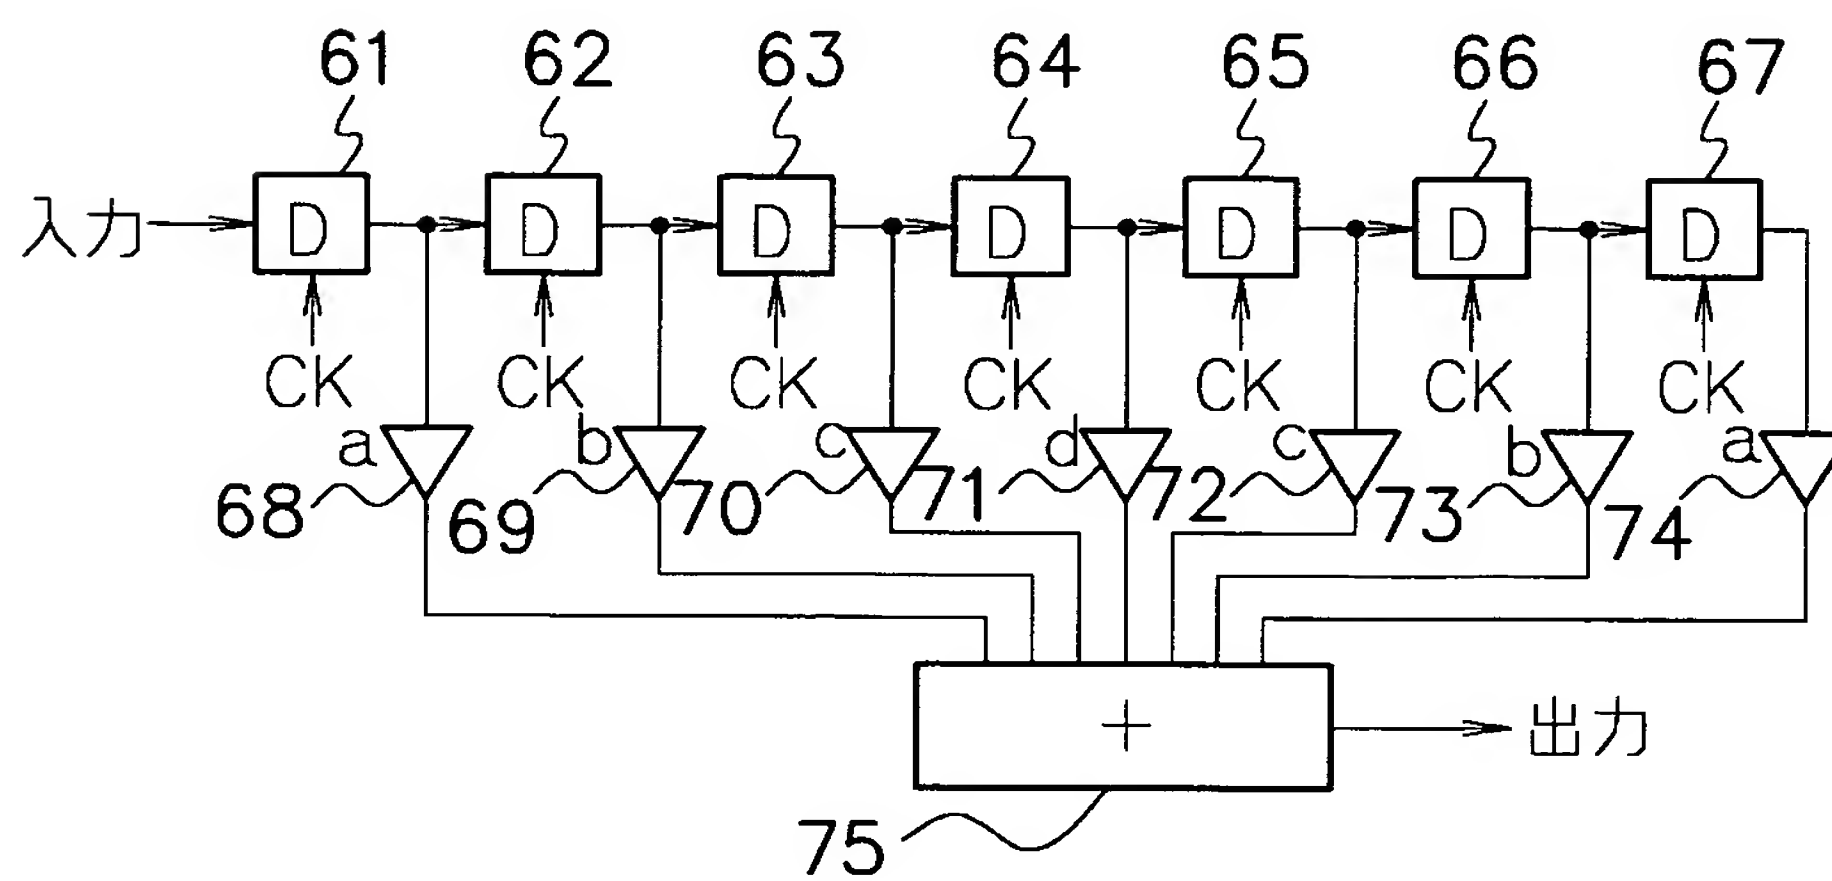 61 62 63 64 65 66 67
入力 D D D D D D D
CK CK CK CK CK CK CK
a b c d c b a
68 69 70 71 72 73 74
+ 出力
75